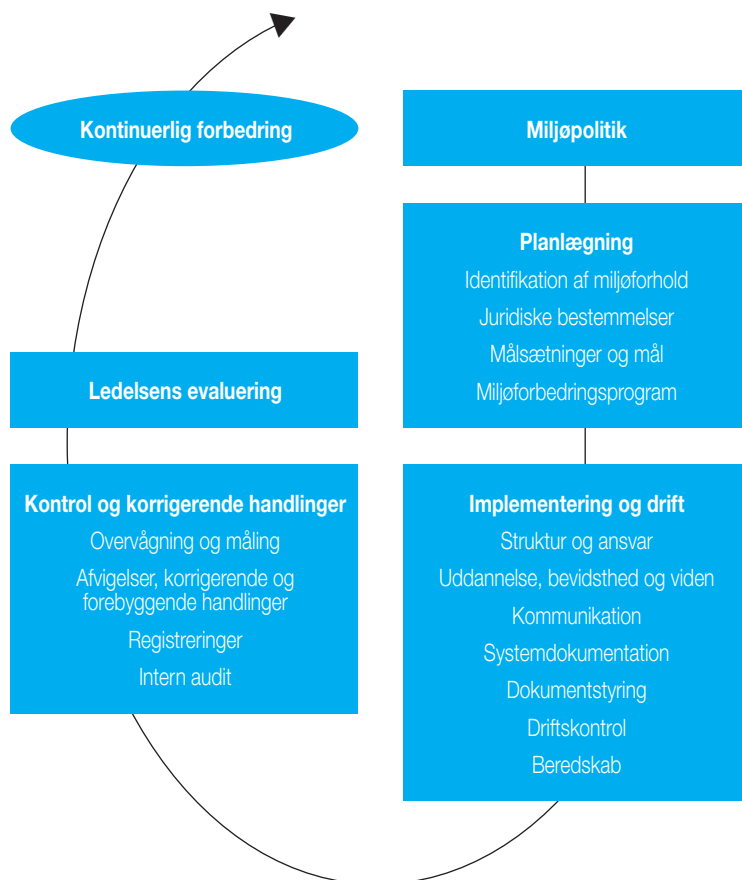 Kontinuerlig forbedring
Miljøpolitik
Planlægning
Identifikation af miljøforhold
Juridiske bestemmelser
Målsætninger og mål
Miljøforbedringsprogram
Ledelsens evaluering
Kontrol og korrigerende handlinger
Overvågning og måling
Afvigelser, korrigerende og
forebyggende handlinger
Registreringer
Intern audit
Implementering og drift
Struktur og ansvar
Uddannelse, bevidsthed og viden
Kommunikation
Systemdokumentation
Dokumentstyring
Driftskontrol
Beredskab